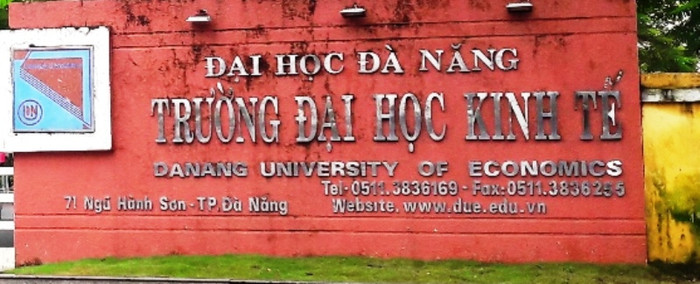 ĐẠI HỌC ĐÀ NẴNG
TRƯỜNG ĐẠI HỌC KINH TẾ
DANANG UNIVERSITY OF ECONOMICS
Tel-0511.3836169-Fax:0511.3836255
71 Ngũ Hành Sơn-TP.Đà Nẵng Website. www.due.edu.vn